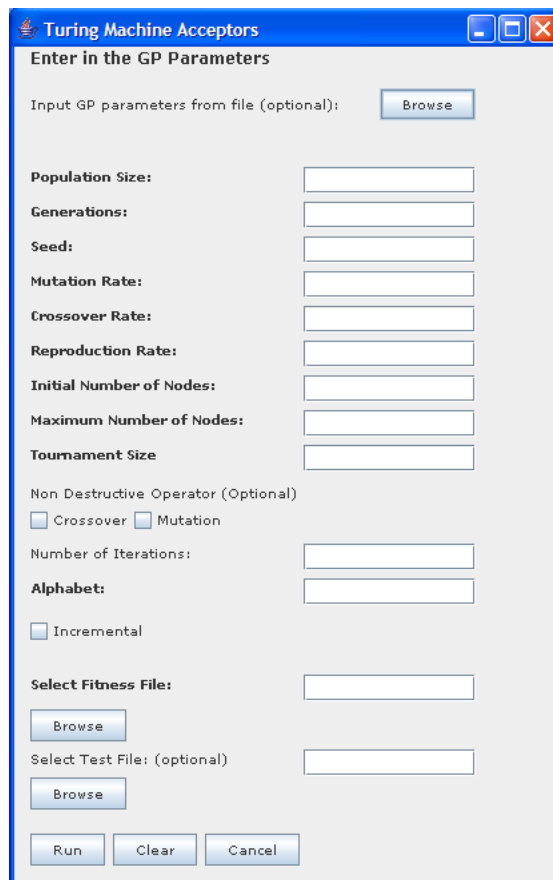 Turing Machine Acceptors
Enter in the GP Parameters
Input GP parameters from file (optional): Browse
Population Size:
Generations:
Seed:
Mutation Rate:
Crossover Rate:
Reproduction Rate:
Initial Number of Nodes:
Maximum Number of Nodes:
Tournament Size
Non Destructive Operator (Optional)
Crossover Mutation
Number of Iterations:
Alphabet:
Incremental
Select Fitness File:
Browse
Select Test File: (optional)
Browse
Run Clear Cancel